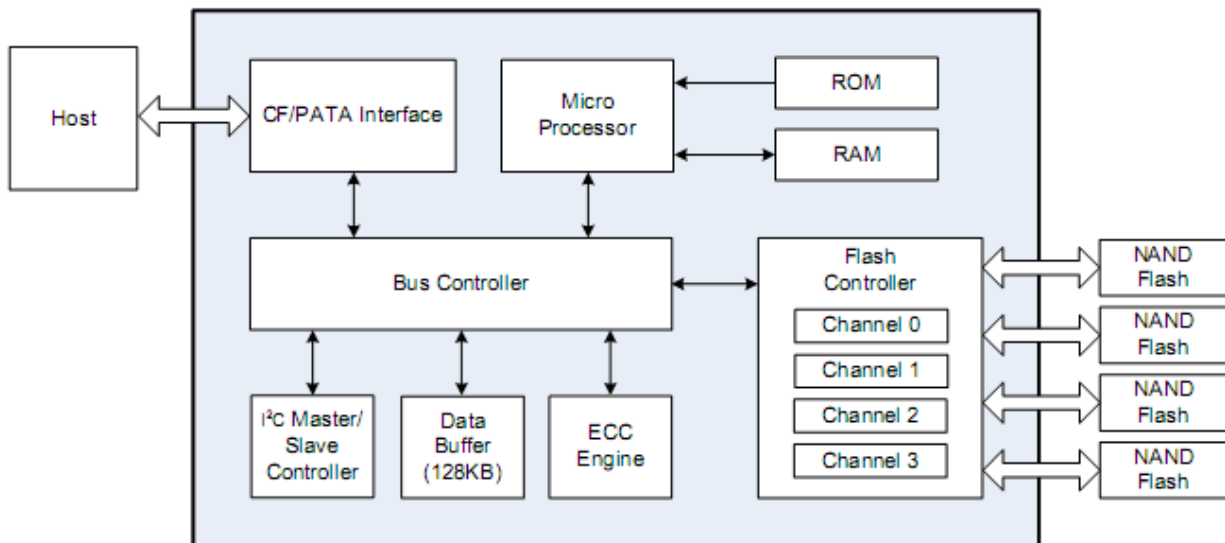 Host
CF/PATA Interface
Micro
Processor
ROM
RAM
Bus Controller
Flash
Controller
Channel 0
Channel 1
Channel 2
Channel 3
NAND
Flash
NAND
Flash
NAND
Flash
NAND
Flash
I²C Master/
Slave
Controller
Data
Buffer
(128KB)
ECC
Engine